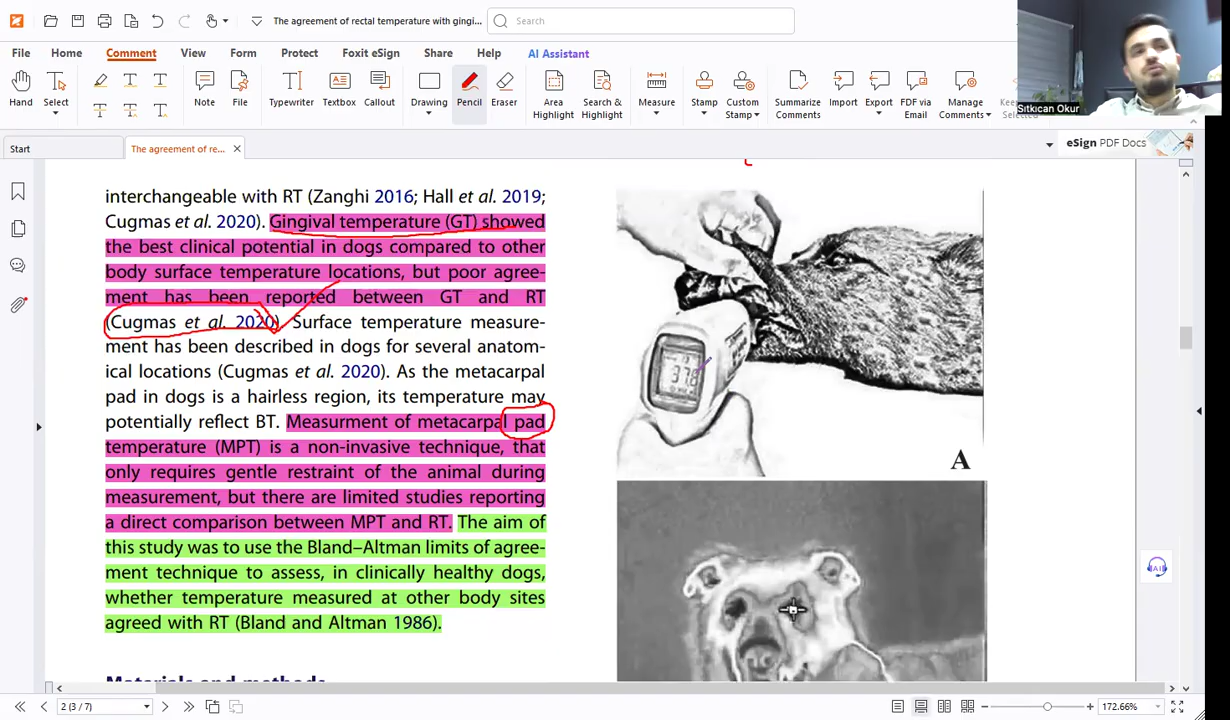 The agreement of rectal temperature with gingi...
Search
File Home Comment View Form Protect Foxit eSign Share Help AI Assistant
Hand Select Note File Typewriter Textbox Callout Drawing Pencil Eraser Area Highlight Search & Highlight Measure Stamp Custom Stamp Summarize Comments Import Export FDF via Email Manage Comments
Sıtkıcan Okur
Start
The agreement of re...
eSign PDF Docs
interchangeable with RT (Zanghi 2016; Hall et al. 2019;
Cugmas et al. 2020). Gingival temperature (GT) showed
the best clinical potential in dogs compared to other
body surface temperature locations, but poor agree-
ment has been reported between GT and RT
(Cugmas et al. 2020). Surface temperature measure-
ment has been described in dogs for several anatom-
ical locations (Cugmas et al. 2020). As the metacarpal
pad in dogs is a hairless region, its temperature may
potentially reflect BT. Measurment of metacarpal pad
temperature (MPT) is a non-invasive technique, that
only requires gentle restraint of the animal during
measurement, but there are limited studies reporting
a direct comparison between MPT and RT. The aim of
this study was to use the Bland–Altman limits of agree-
ment technique to assess, in clinically healthy dogs,
whether temperature measured at other body sites
agreed with RT (Bland and Altman 1986).
Materials and methods
37.8
A
2 (3 / 7)
172.66%